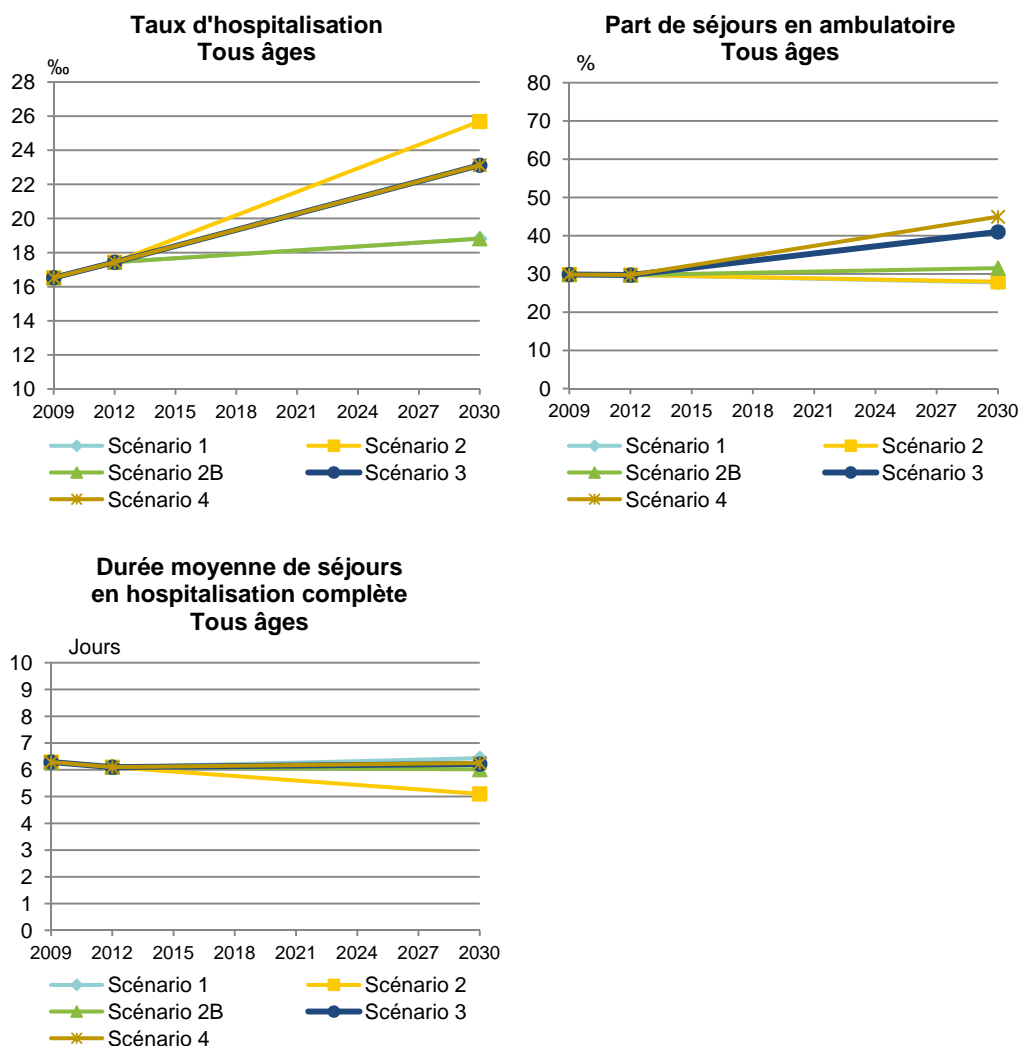 Taux d'hospitalisation
Tous âges
‰
28
26
24
22
20
18
16
14
12
10
2009 2012 2015 2018 2021 2024 2027 2030
Scénario 1 Scénario 2
Scénario 2B Scénario 3
Scénario 4
Part de séjours en ambulatoire
Tous âges
%
80
70
60
50
40
30
20
10
0
2009 2012 2015 2018 2021 2024 2027 2030
Scénario 1 Scénario 2
Scénario 2B Scénario 3
Scénario 4
Durée moyenne de séjours
en hospitalisation complète
Tous âges
Jours
10
9
8
7
6
5
4
3
2
1
0
2009 2012 2015 2018 2021 2024 2027 2030
Scénario 1 Scénario 2
Scénario 2B Scénario 3
Scénario 4